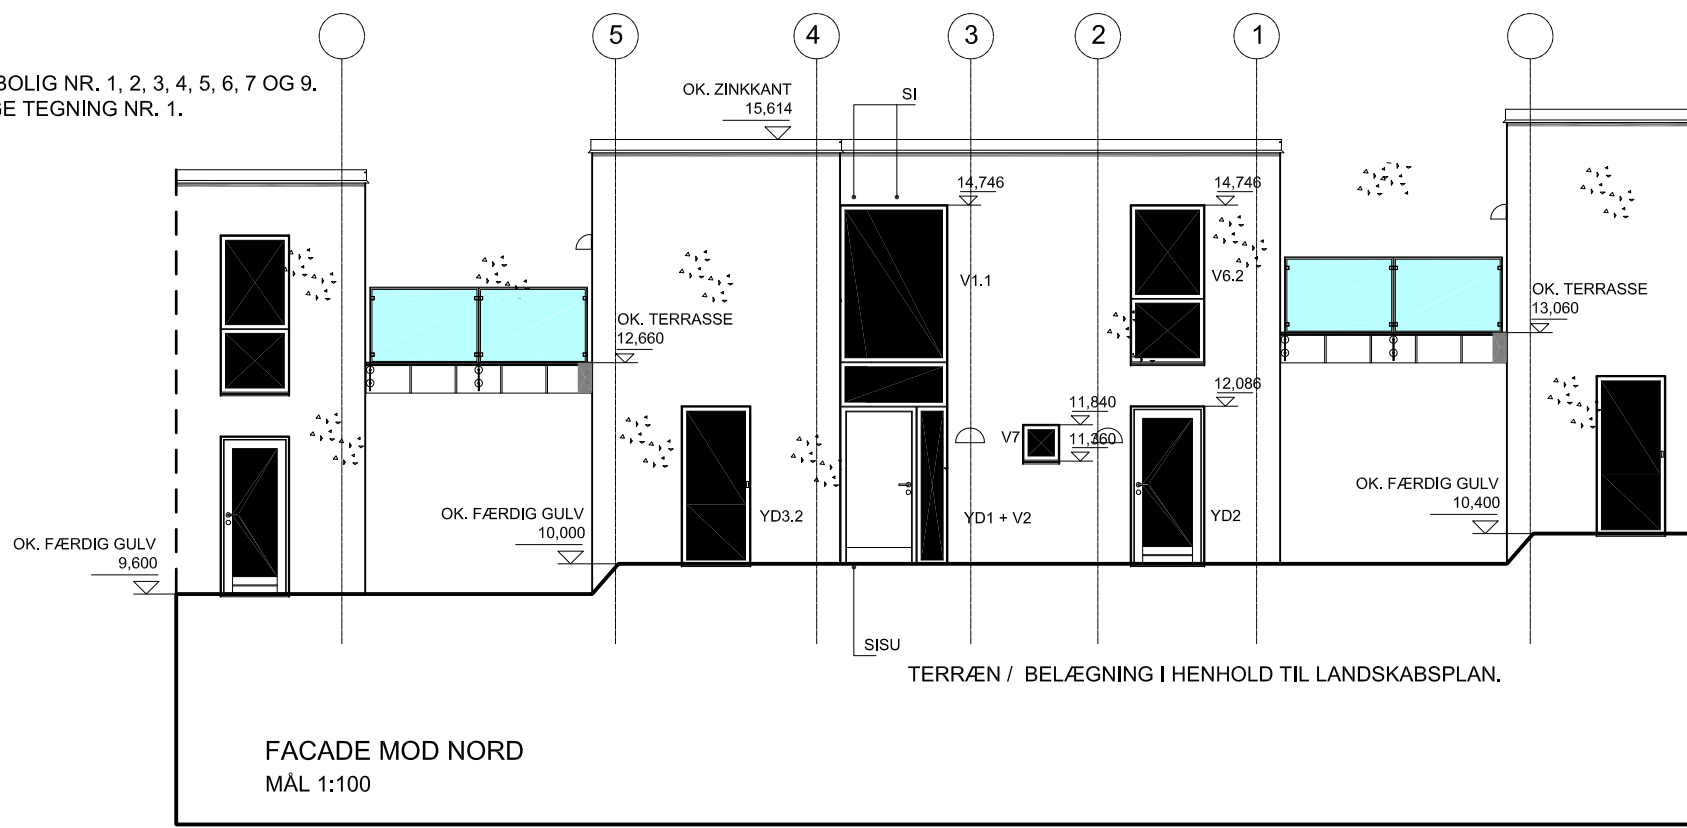 5
4
3
2
1
BOLIG NR. 1, 2, 3, 4, 5, 6, 7 OG 9.
GE TEGNING NR. 1.
OK. ZINKKANT
15,614
SI
14,746
14,746
V1.1
V6.2
OK. TERRASSE
12,660
OK. TERRASSE
13,060
12,086
11,840
V7
11,360
OK. FÆRDIG GULV
10,400
OK. FÆRDIG GULV
10,000
YD3.2
YD1 + V2
YD2
OK. FÆRDIG GULV
9,600
SISU
TERRÆN / BELÆGNING I HENHOLD TIL LANDSKABSPLAN.
FACADE MOD NORD
MÅL 1:100